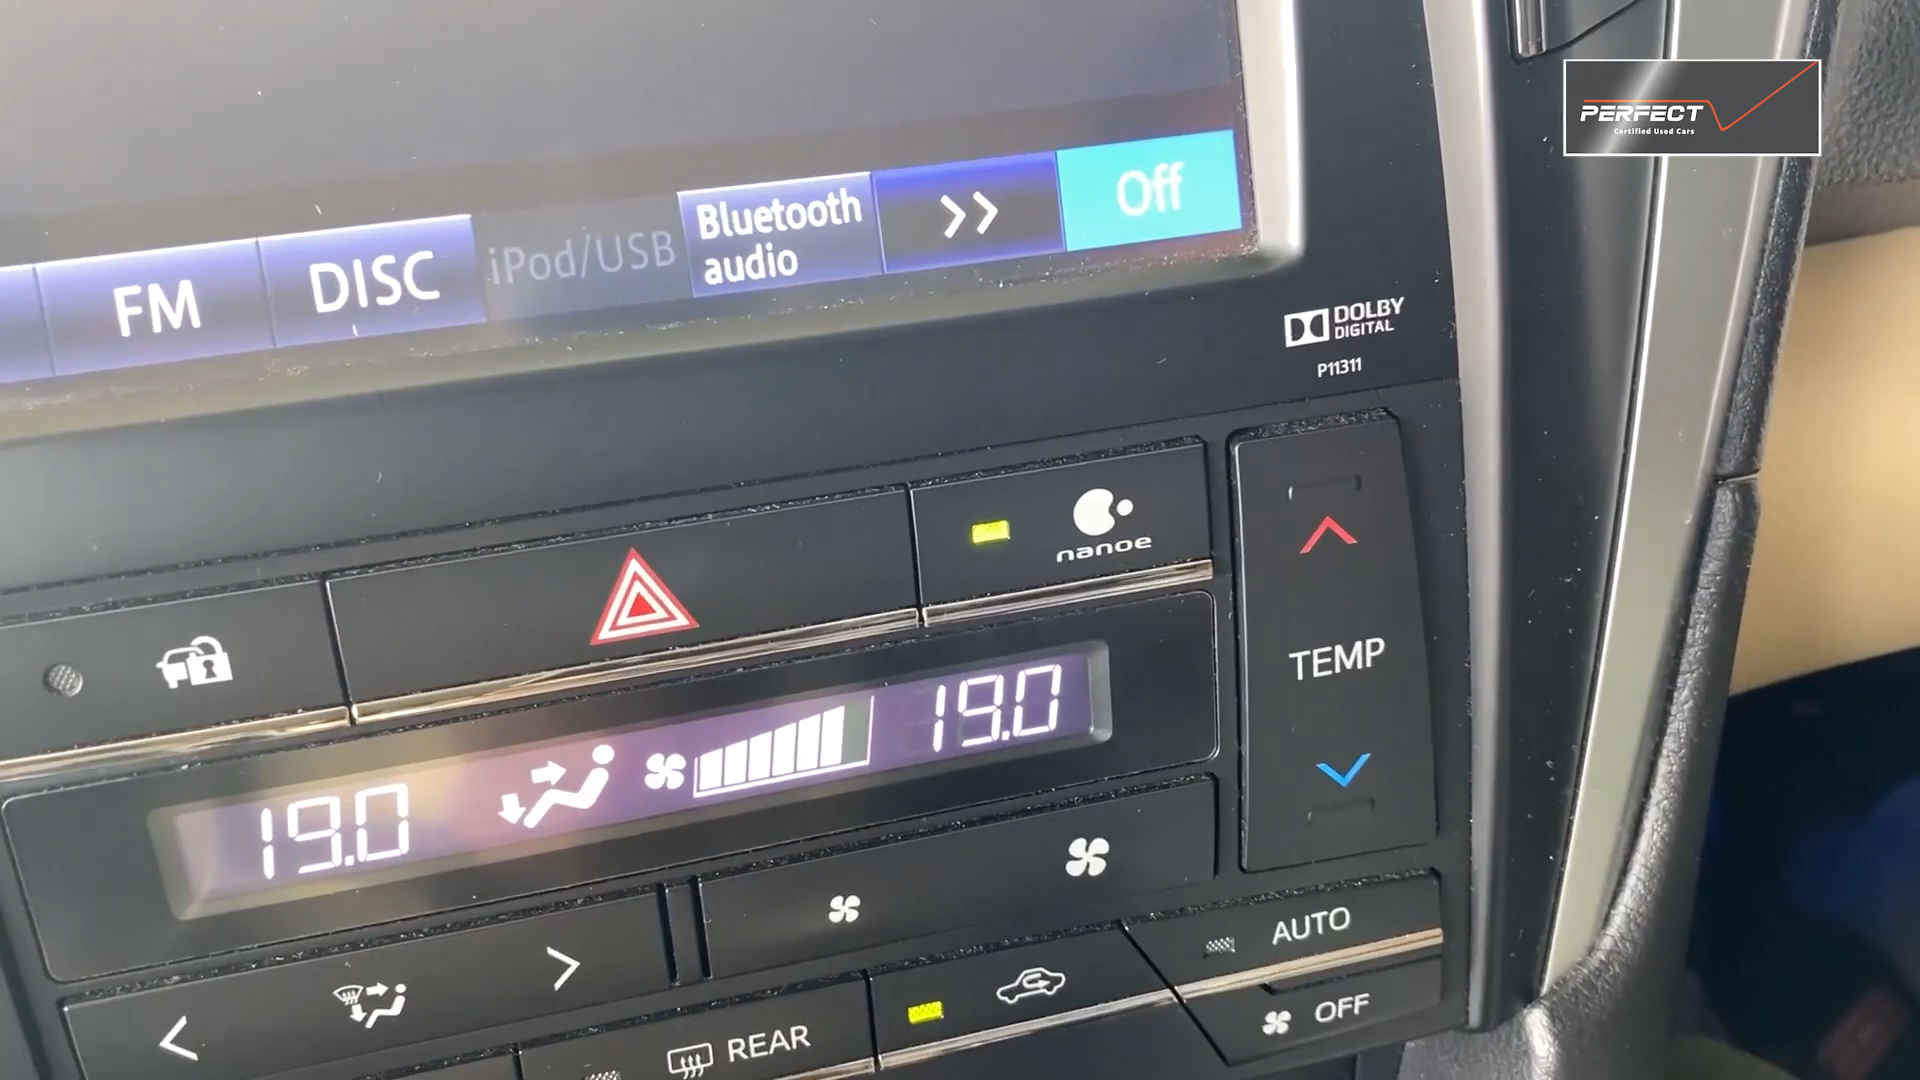 PERFECT
Certified Used Cars
FM
DISC
iPod/USB
Bluetooth
audio
>>
Off
DOLBY
DIGITAL
P11311
nanoe
TEMP
19.0
19.0
AUTO
OFF
REAR